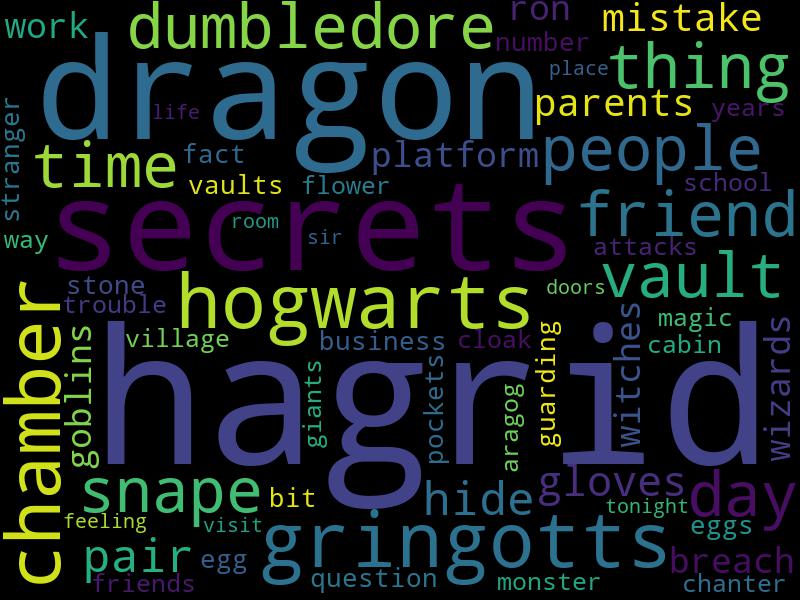 work
dumbledore
ron
mistake
number
dragon
place
thing
life
parents
years
stranger
time
fact
platform
people
vaults
flower
school
secrets
friend
way
room
sir
attacks
stone
trouble
hogwarts
doors
vault
village
business
cloak
magic
cabin
chamber
goblins
hagrid
giants
pockets
aragog
guarding
witches
wizards
snape
bit
hide
gloves
day
feeling
visit
gringotts
tonight
eggs
pair
egg
breach
friends
question
monster
chanter